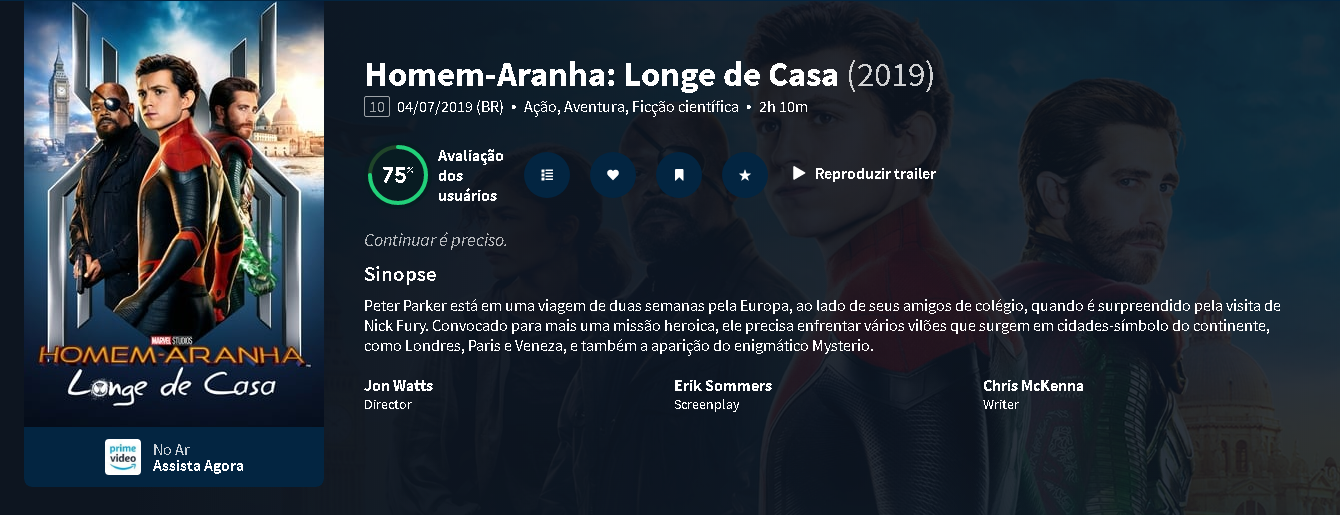 Homem-Aranha: Longe de Casa (2019)
10 04/07/2019 (BR) • Ação, Aventura, Ficção científica • 2h 10m
75%
Avaliação
dos
usuários
Reproduzir trailer
Continuar é preciso.
Sinopse
Peter Parker está em uma viagem de duas semanas pela Europa, ao lado de seus amigos de colégio, quando é surpreendido pela visita de
Nick Fury. Convocado para mais uma missão heroica, ele precisa enfrentar vários vilões que surgem em cidades-símbolo do continente,
como Londres, Paris e Veneza, e também a aparição do enigmático Mysterio.
Jon Watts
Director
Erik Sommers
Screenplay
Chris McKenna
Writer
MARVEL STUDIOS
HOMEM-ARANHA
Longe de Casa
prime
video
No Ar
Assista Agora